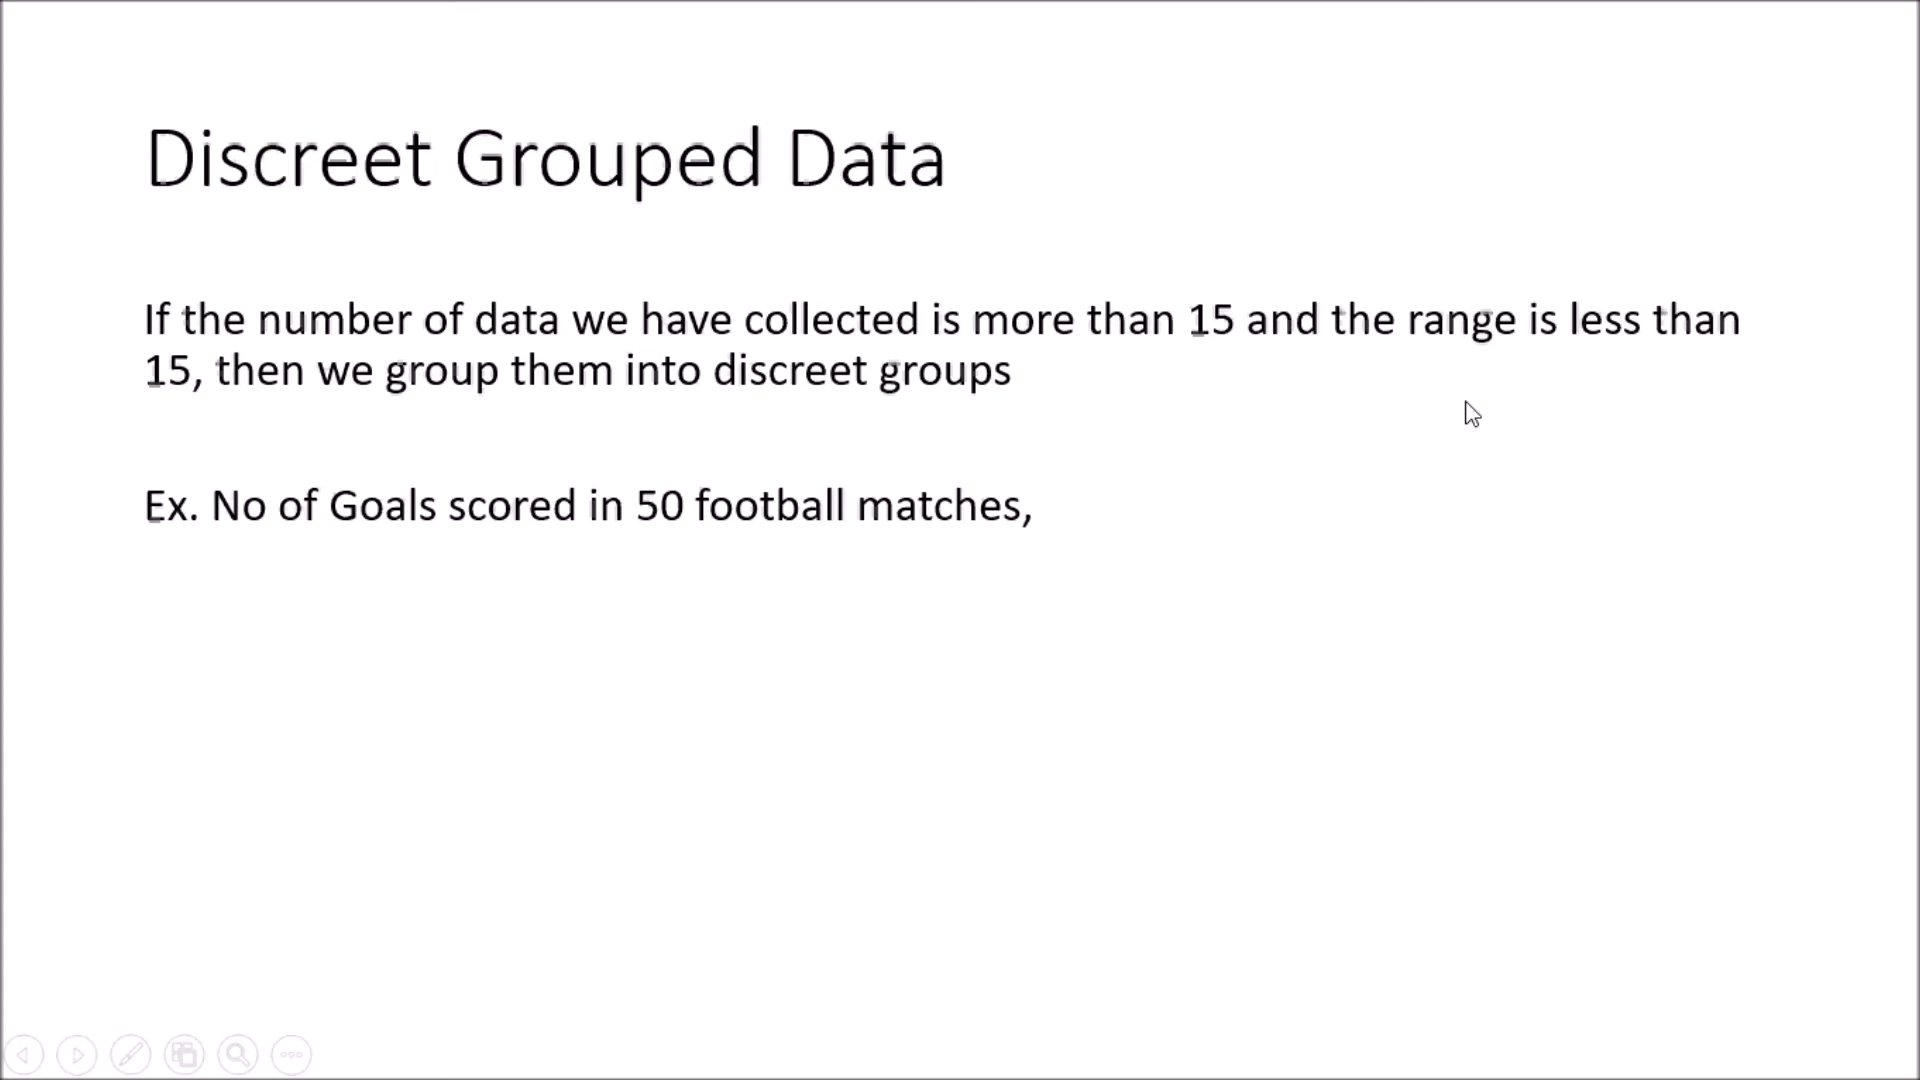 Discreet Grouped Data
If the number of data we have collected is more than 15 and the range is less than
15, then we group them into discreet groups
Ex. No of Goals scored in 50 football matches,